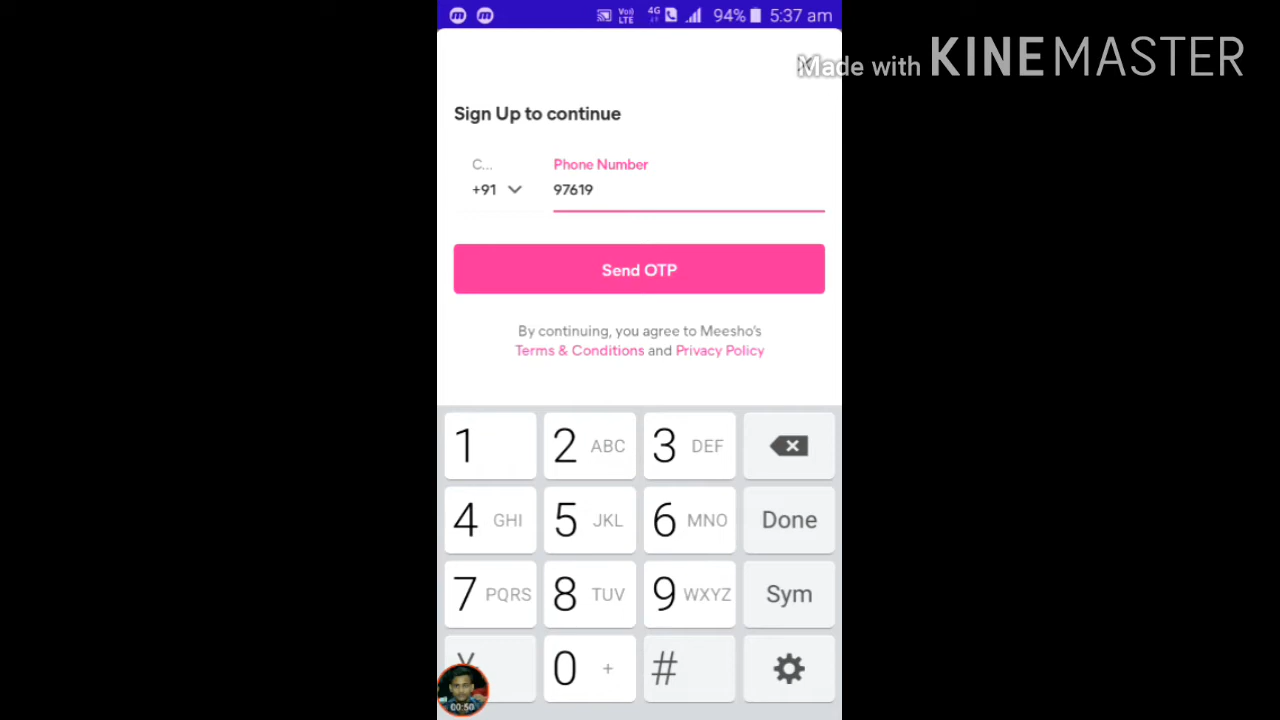 94% 5:37 am
Made with KINEMASTER
Sign Up to continue
C... Phone Number
+91 97619
Send OTP
By continuing, you agree to Meesho's
Terms & Conditions and Privacy Policy
1 2 ABC 3 DEF
4 GHI 5 JKL 6 MNO Done
7 PQRS 8 TUV 9 WXYZ Sym
0 + #
00:50